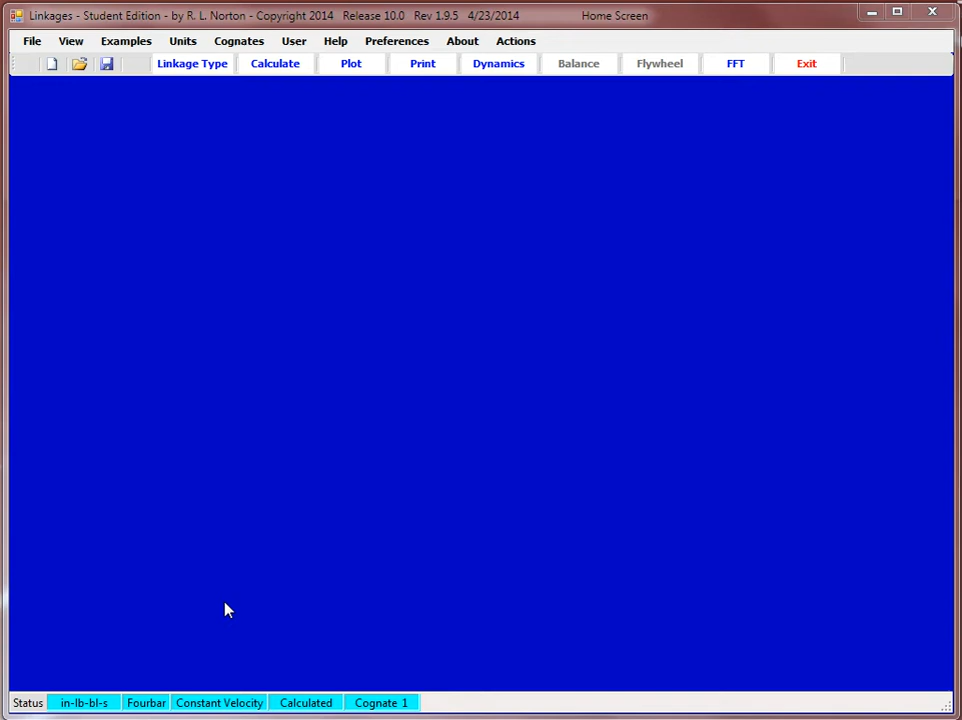 Linkages - Student Edition - by R. L. Norton - Copyright 2014 Release 10.0 Rev 1.9.5 4/23/2014 Home Screen
File View Examples Units Cognates User Help Preferences About Actions
Linkage Type Calculate Plot Print Dynamics Balance Flywheel FFT Exit
Status in-lb-bl-s Fourbar Constant Velocity Calculated Cognate 1